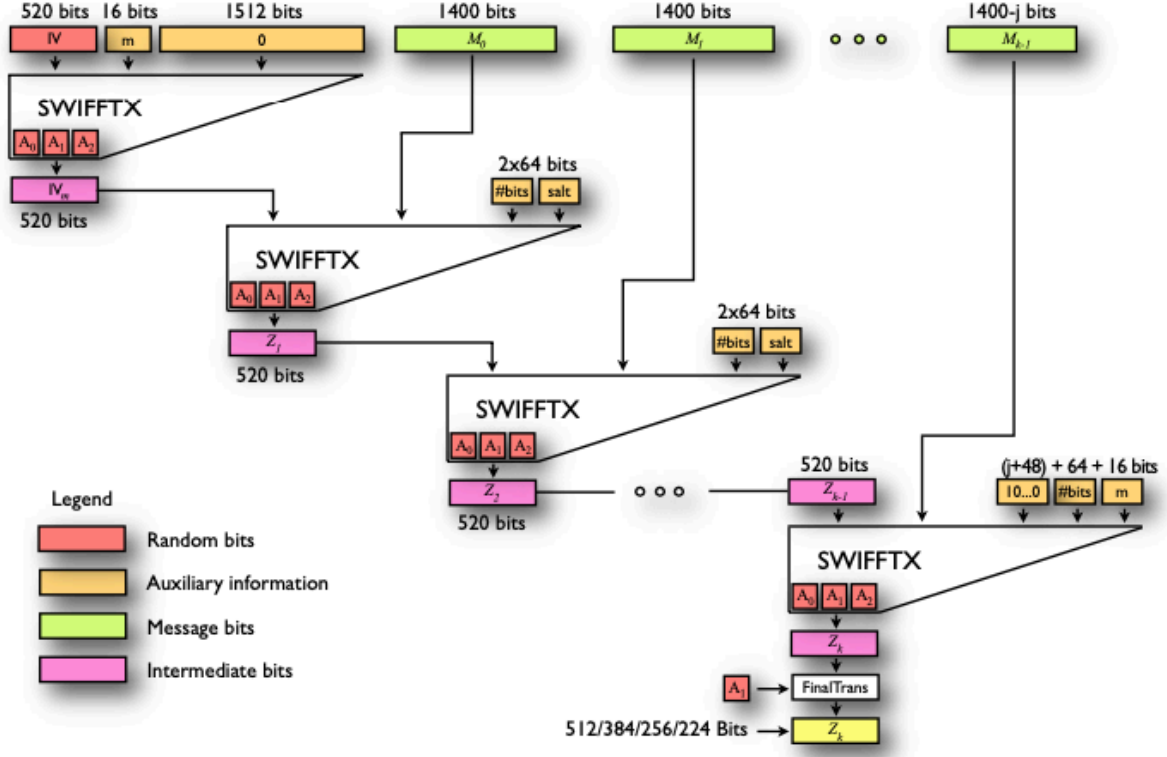 520 bits 16 bits 1512 bits 1400 bits 1400 bits 1400-j bits
IV m 0 M0 M1 Mk-1
SWIFFTX
A0 A1 A2
IVm
520 bits
2x64 bits
#bits salt
SWIFFTX
A0 A1 A2
Z1
520 bits
2x64 bits
#bits salt
SWIFFTX
A0 A1 A2
Z2
520 bits
520 bits
Zk-1
(j+48) + 64 + 16 bits
10...0 #bits m
SWIFFTX
A0 A1 A2
Zk
A1 FinalTrans
512/384/256/224 Bits Zk
Legend
Random bits
Auxiliary information
Message bits
Intermediate bits